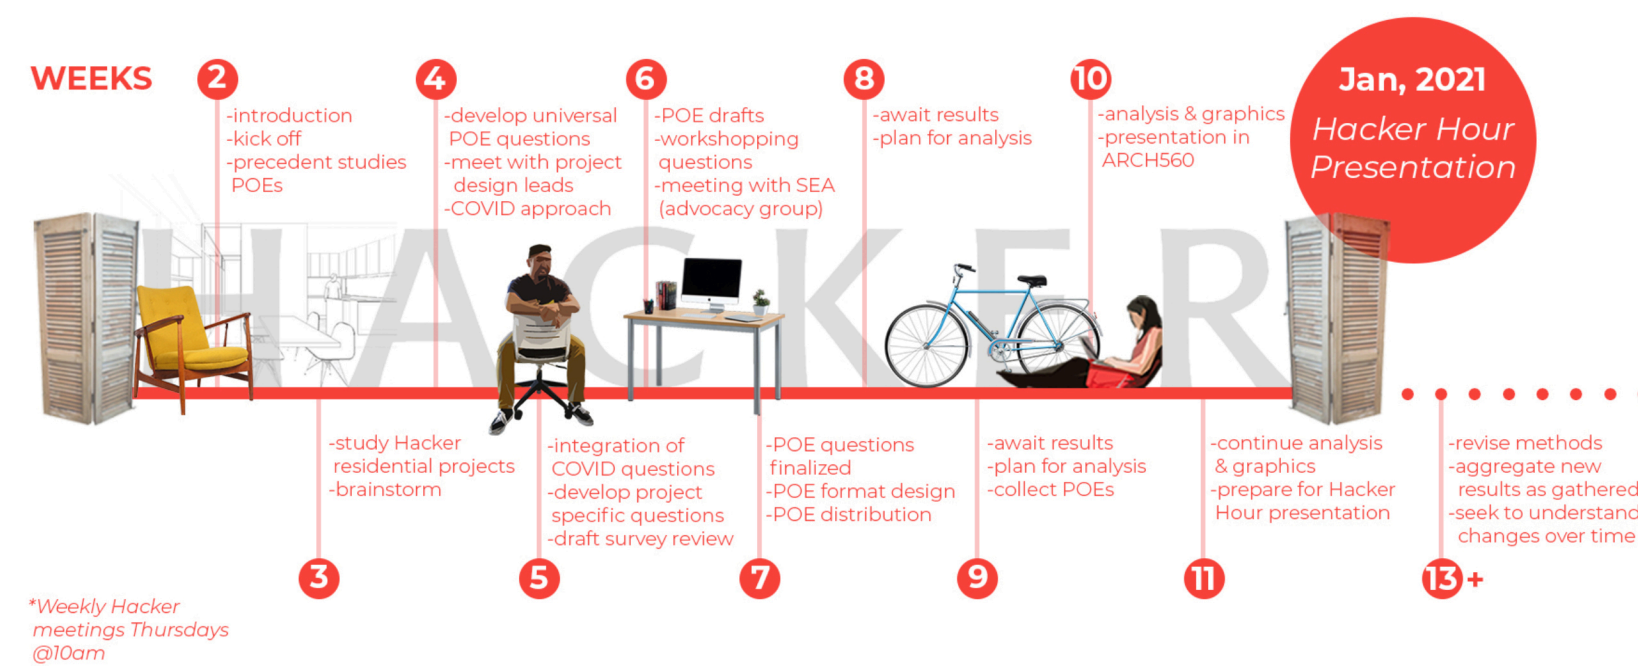 WEEKS
2
-introduction
-kick off
-precedent studies
POEs
4
-develop universal
POE questions
-meet with project
design leads
-COVID approach
6
-POE drafts
-workshopping
questions
-meeting with SEA
(advocacy group)
8
-await results
-plan for analysis
10
-analysis & graphics
-presentation in
ARCH560
Jan, 2021
Hacker Hour
Presentation
HACKER
-study Hacker
residential projects
-brainstorm
3
-integration of
COVID questions
-develop project
specific questions
-draft survey review
5
-POE questions
finalized
-POE format design
-POE distribution
7
-await results
-plan for analysis
-collect POEs
9
-continue analysis
& graphics
-prepare for Hacker
Hour presentation
11
-revise methods
-aggregate new
results as gathered
-seek to understand
changes over time
13+
*Weekly Hacker
meetings Thursdays
@10am